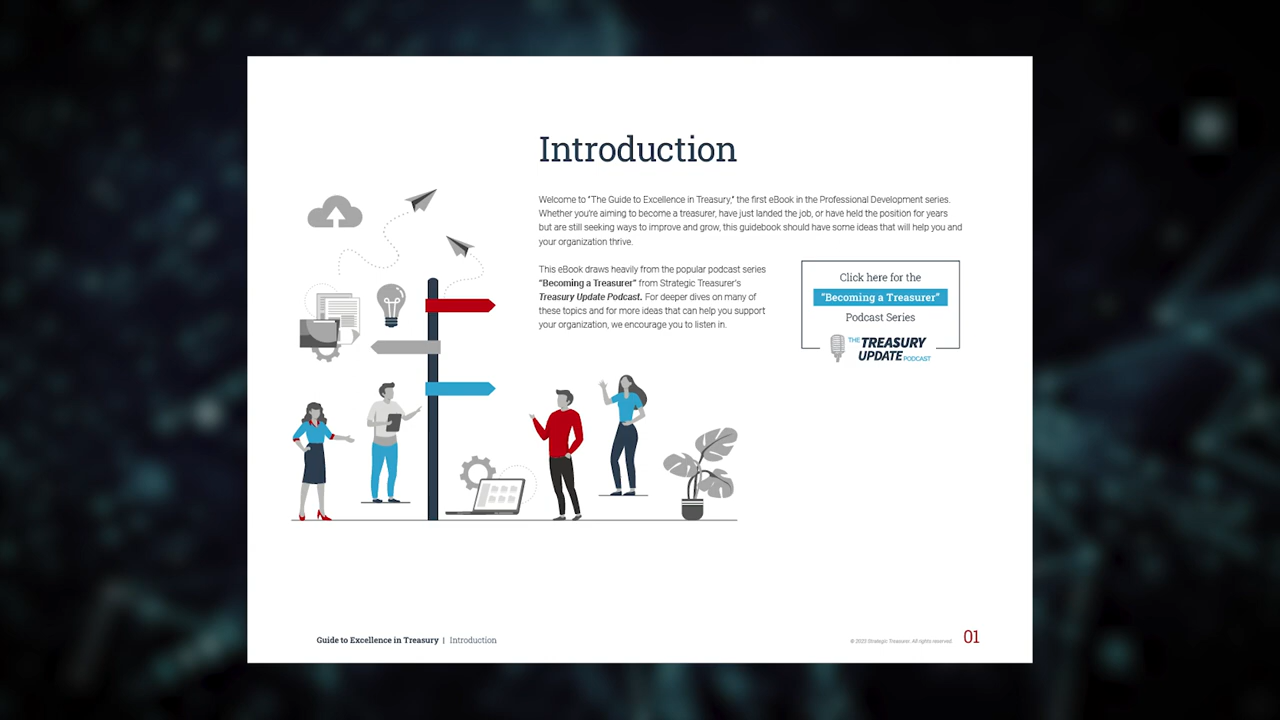 Introduction
Welcome to "The Guide to Excellence in Treasury," the first eBook in the Professional Development series.
Whether you're aiming to become a treasurer, have just landed the job, or have held the position for years
but are still seeking ways to improve and grow, this guidebook should have some ideas that will help you and
your organization thrive.
This eBook draws heavily from the popular podcast series
"Becoming a Treasurer" from Strategic Treasurer's
Treasury Update Podcast. For deeper dives on many of
these topics and for more ideas that can help you support
your organization, we encourage you to listen in.
Click here for the
"Becoming a Treasurer"
Podcast Series
THE TREASURY
UPDATE PODCAST
Guide to Excellence in Treasury | Introduction
© 2023 Strategic Treasurer. All rights reserved.
01